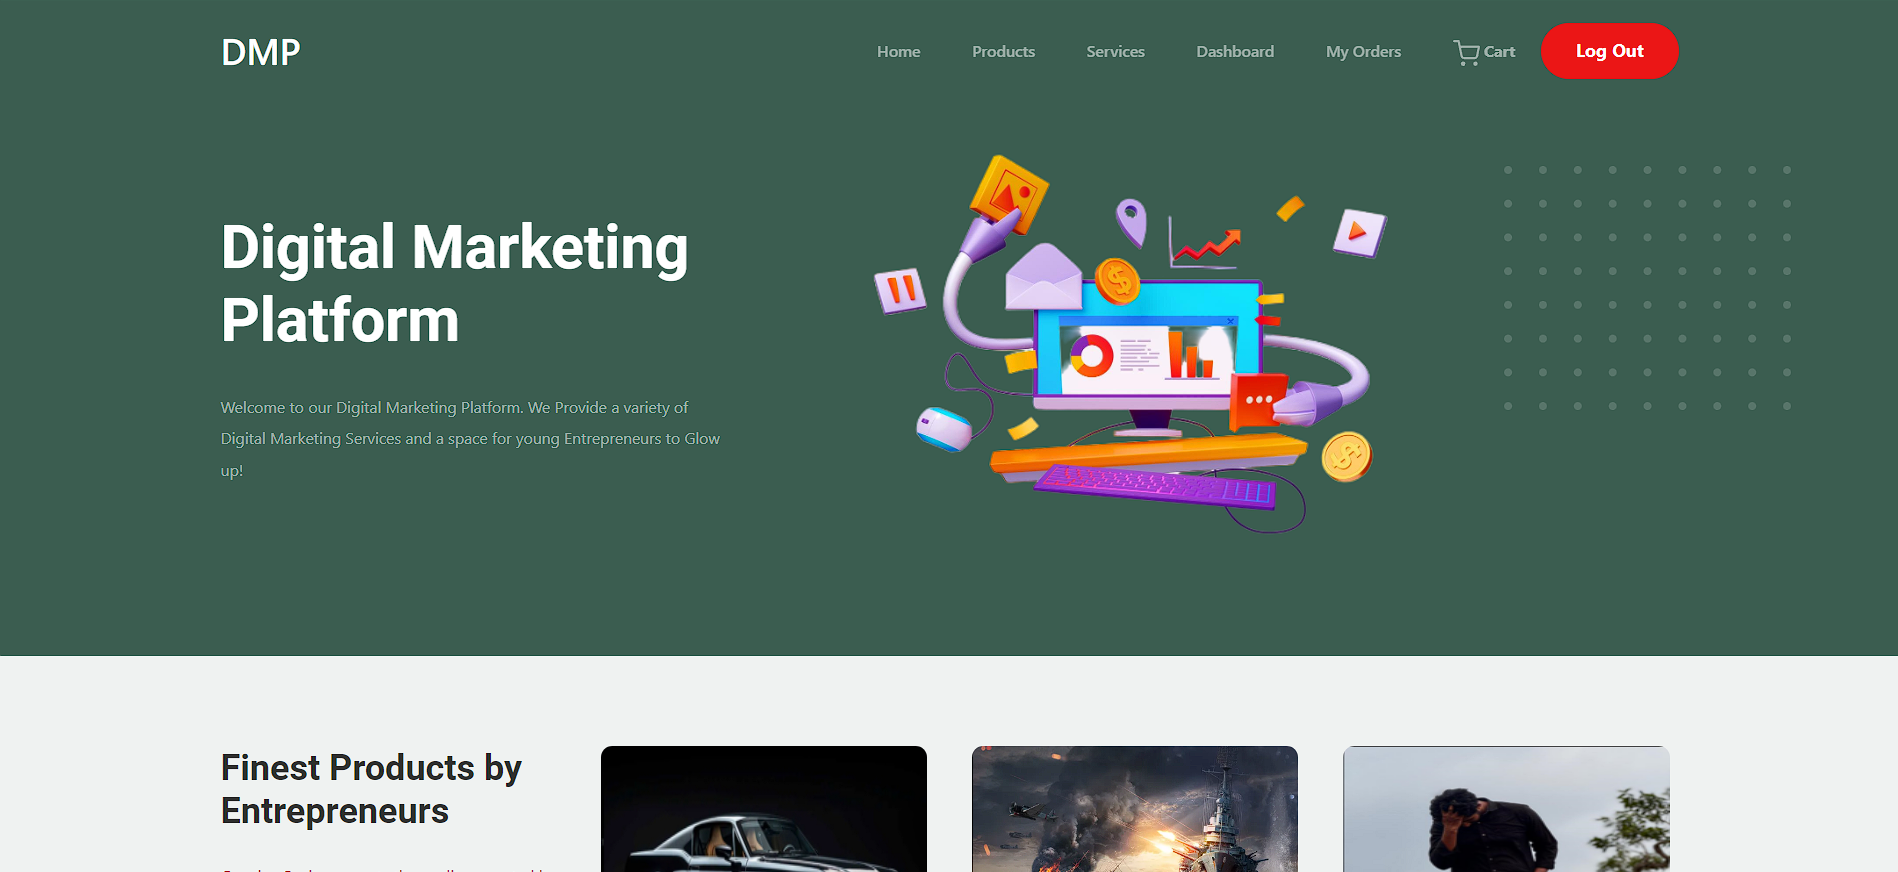 DMP
Home
Products
Services
Dashboard
My Orders
Cart
Log Out
Digital Marketing
Platform
Welcome to our Digital Marketing Platform. We Provide a variety of
Digital Marketing Services and a space for young Entrepreneurs to Glow
up!
Finest Products by
Entrepreneurs